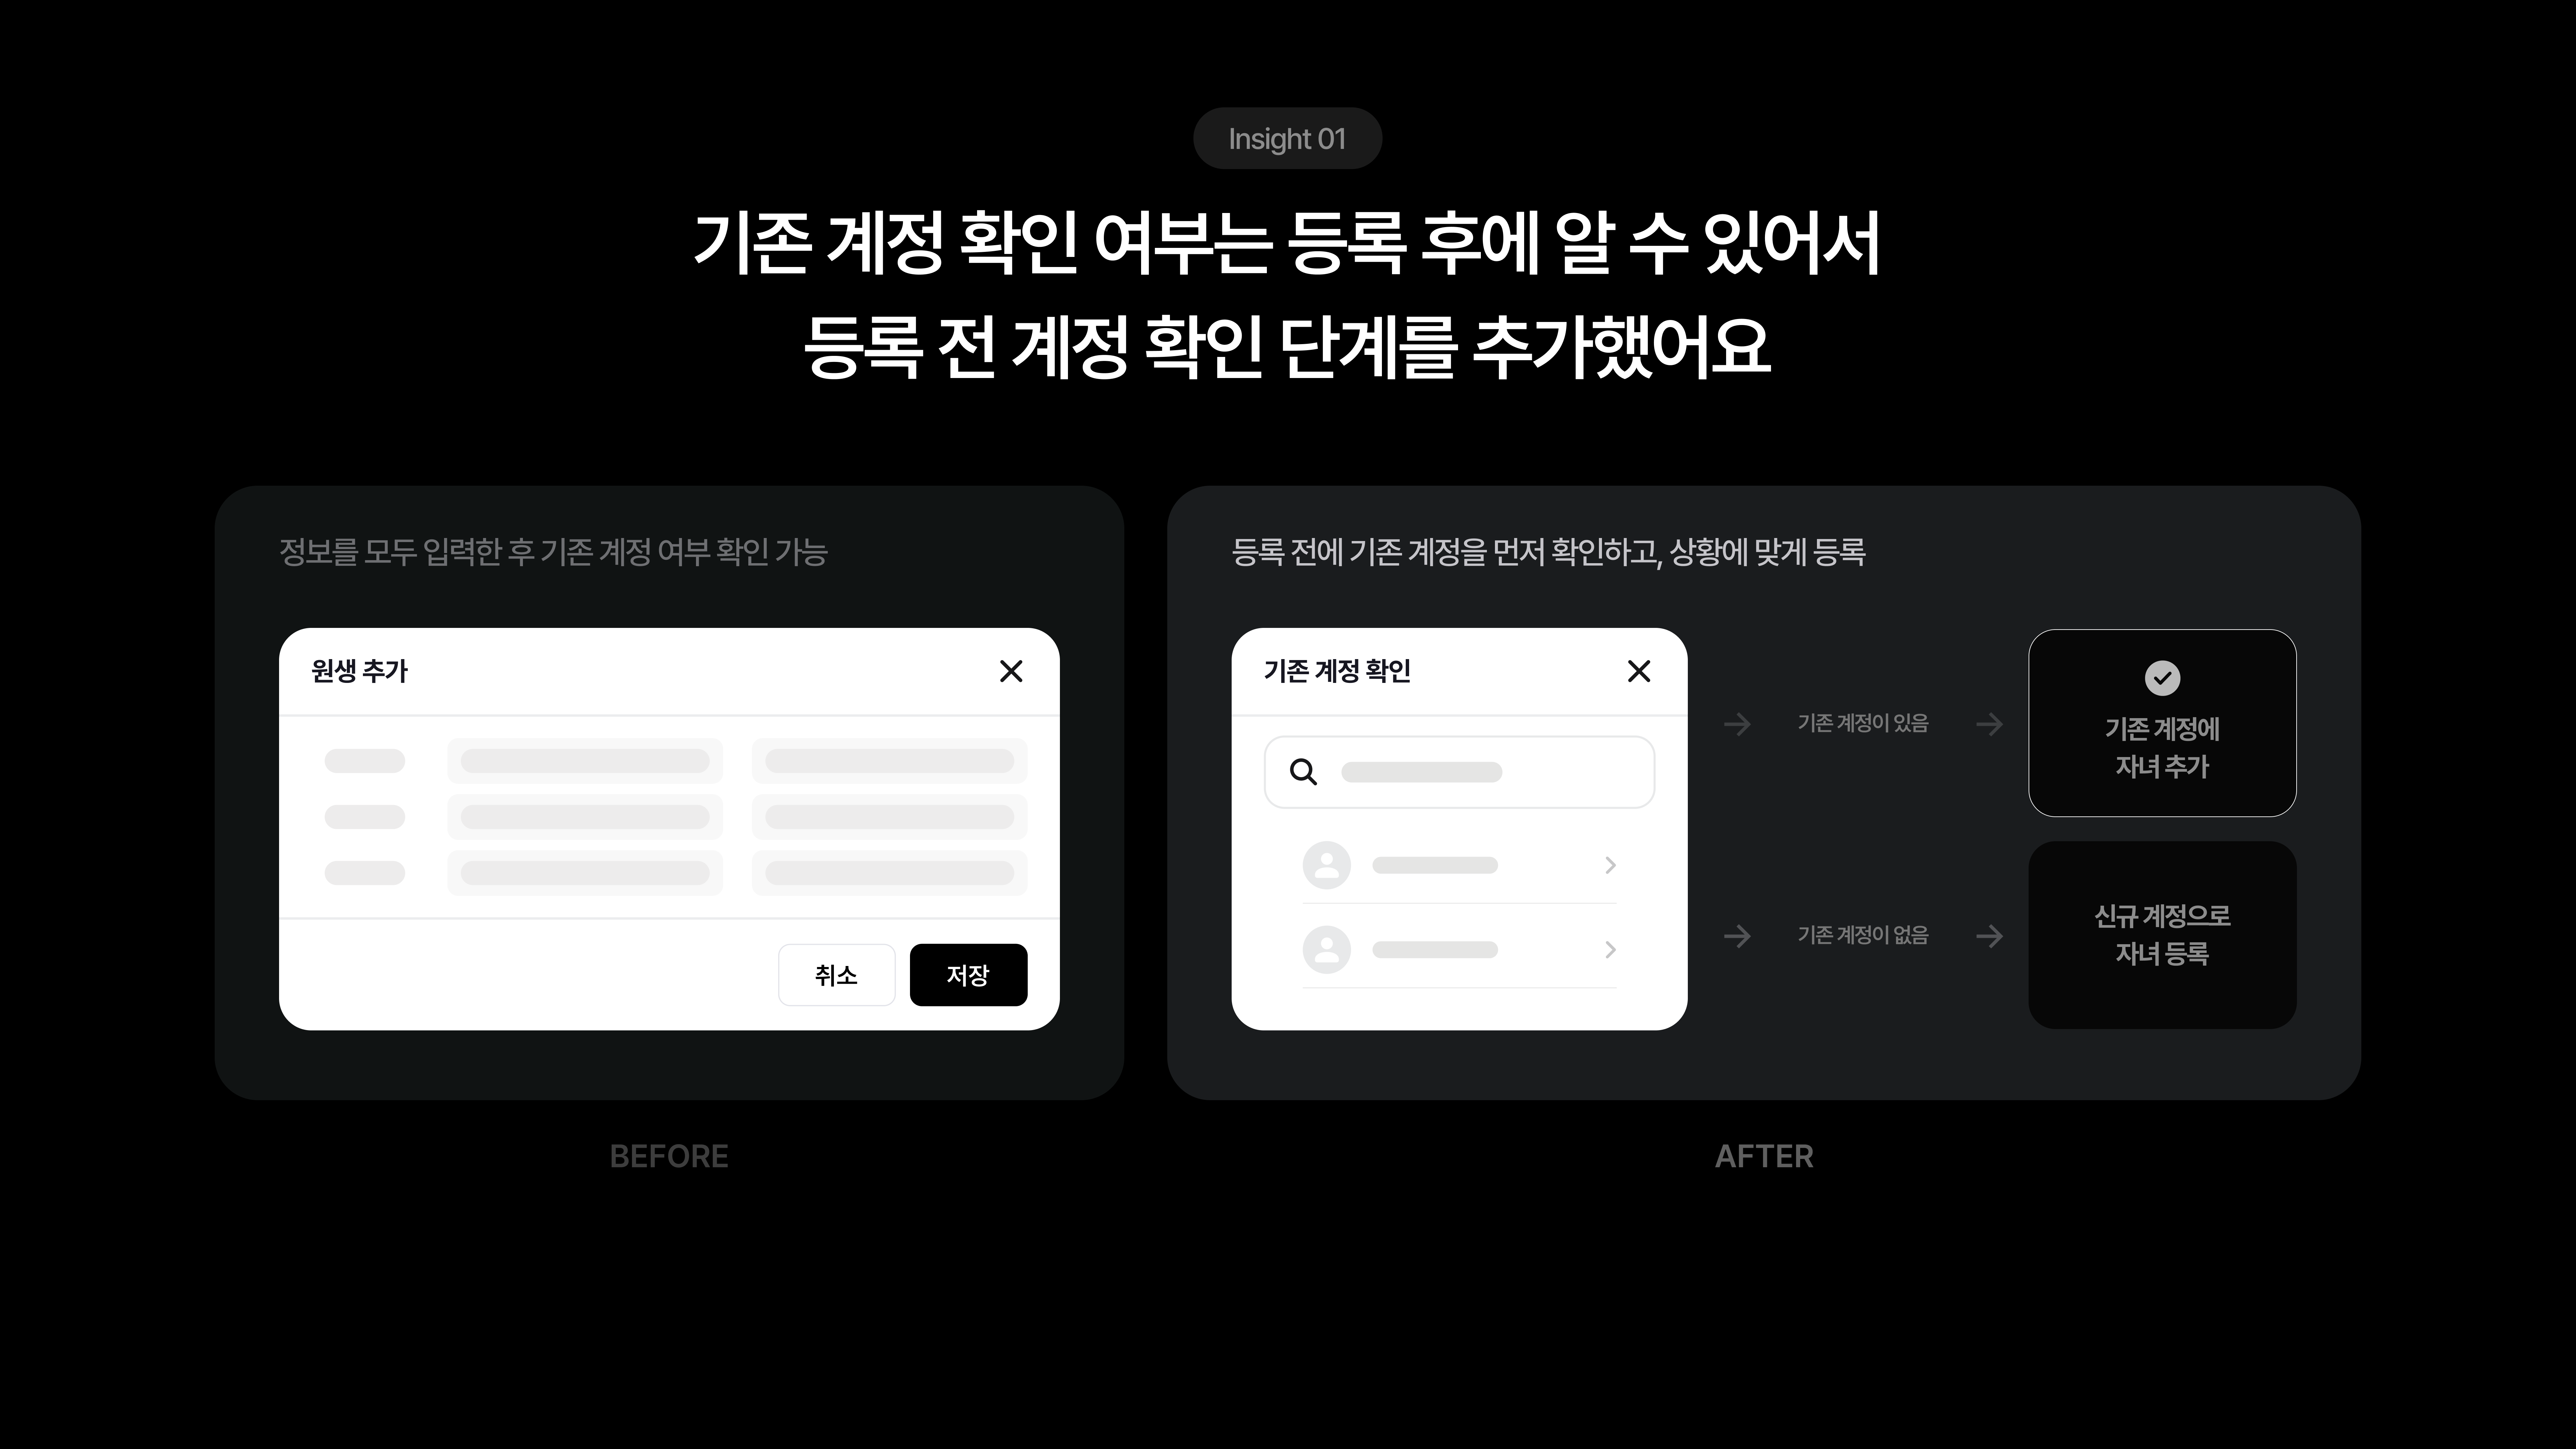 Insight 01
기존 계정 확인 여부는 등록 후에 알 수 있어서
등록 전 계정 확인 단계를 추가했어요
정보를 모두 입력한 후 기존 계정 여부 확인 가능
원생 추가
취소
저장
BEFORE
등록 전에 기존 계정을 먼저 확인하고, 상황에 맞게 등록
기존 계정 확인
기존 계정이 있음
기존 계정에
자녀 추가
기존 계정이 없음
신규 계정으로
자녀 등록
AFTER